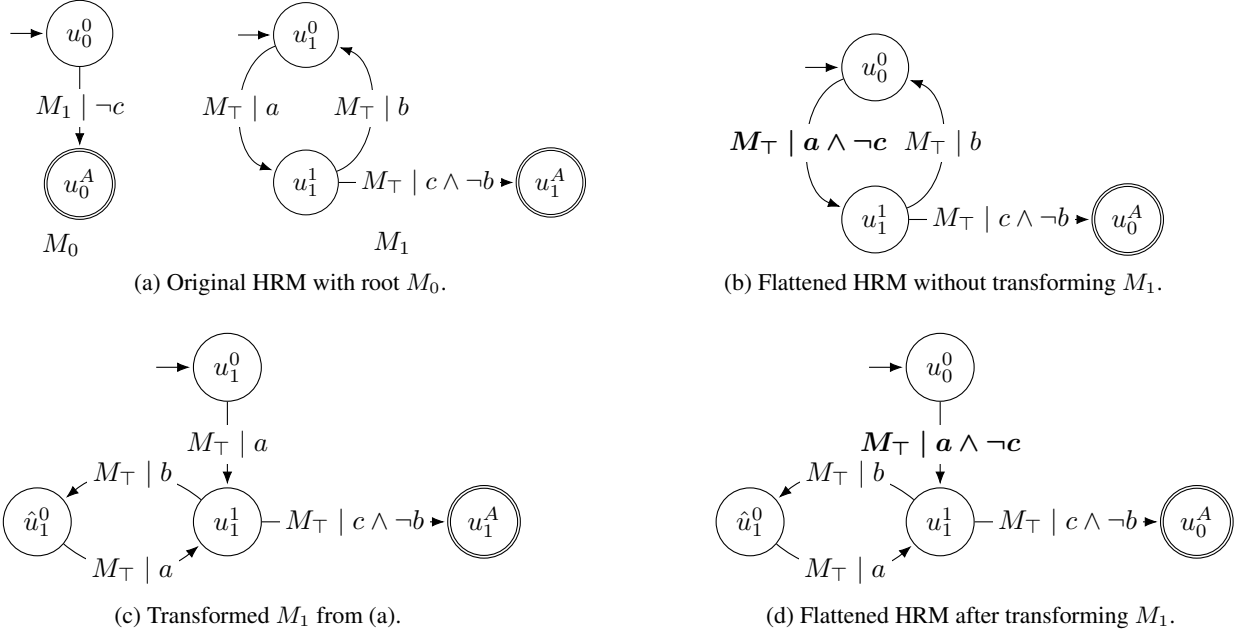 u_0^0
M_1 | ¬c
u_0^A
M_0
u_1^0
M_⊤ | a
M_⊤ | b
u_1^1
M_⊤ | c ∧ ¬b
u_1^A
M_1
(a) Original HRM with root M_0.
u_0^0
M_⊤ | a ∧ ¬c
M_⊤ | b
u_1^1
M_⊤ | c ∧ ¬b
u_0^A
(b) Flattened HRM without transforming M_1.
u_1^0
M_⊤ | a
M_⊤ | b
û_1^0
u_1^1
M_⊤ | c ∧ ¬b
u_1^A
M_⊤ | a
(c) Transformed M_1 from (a).
u_0^0
M_⊤ | a ∧ ¬c
M_⊤ | b
û_1^0
u_1^1
M_⊤ | c ∧ ¬b
u_0^A
M_⊤ | a
(d) Flattened HRM after transforming M_1.